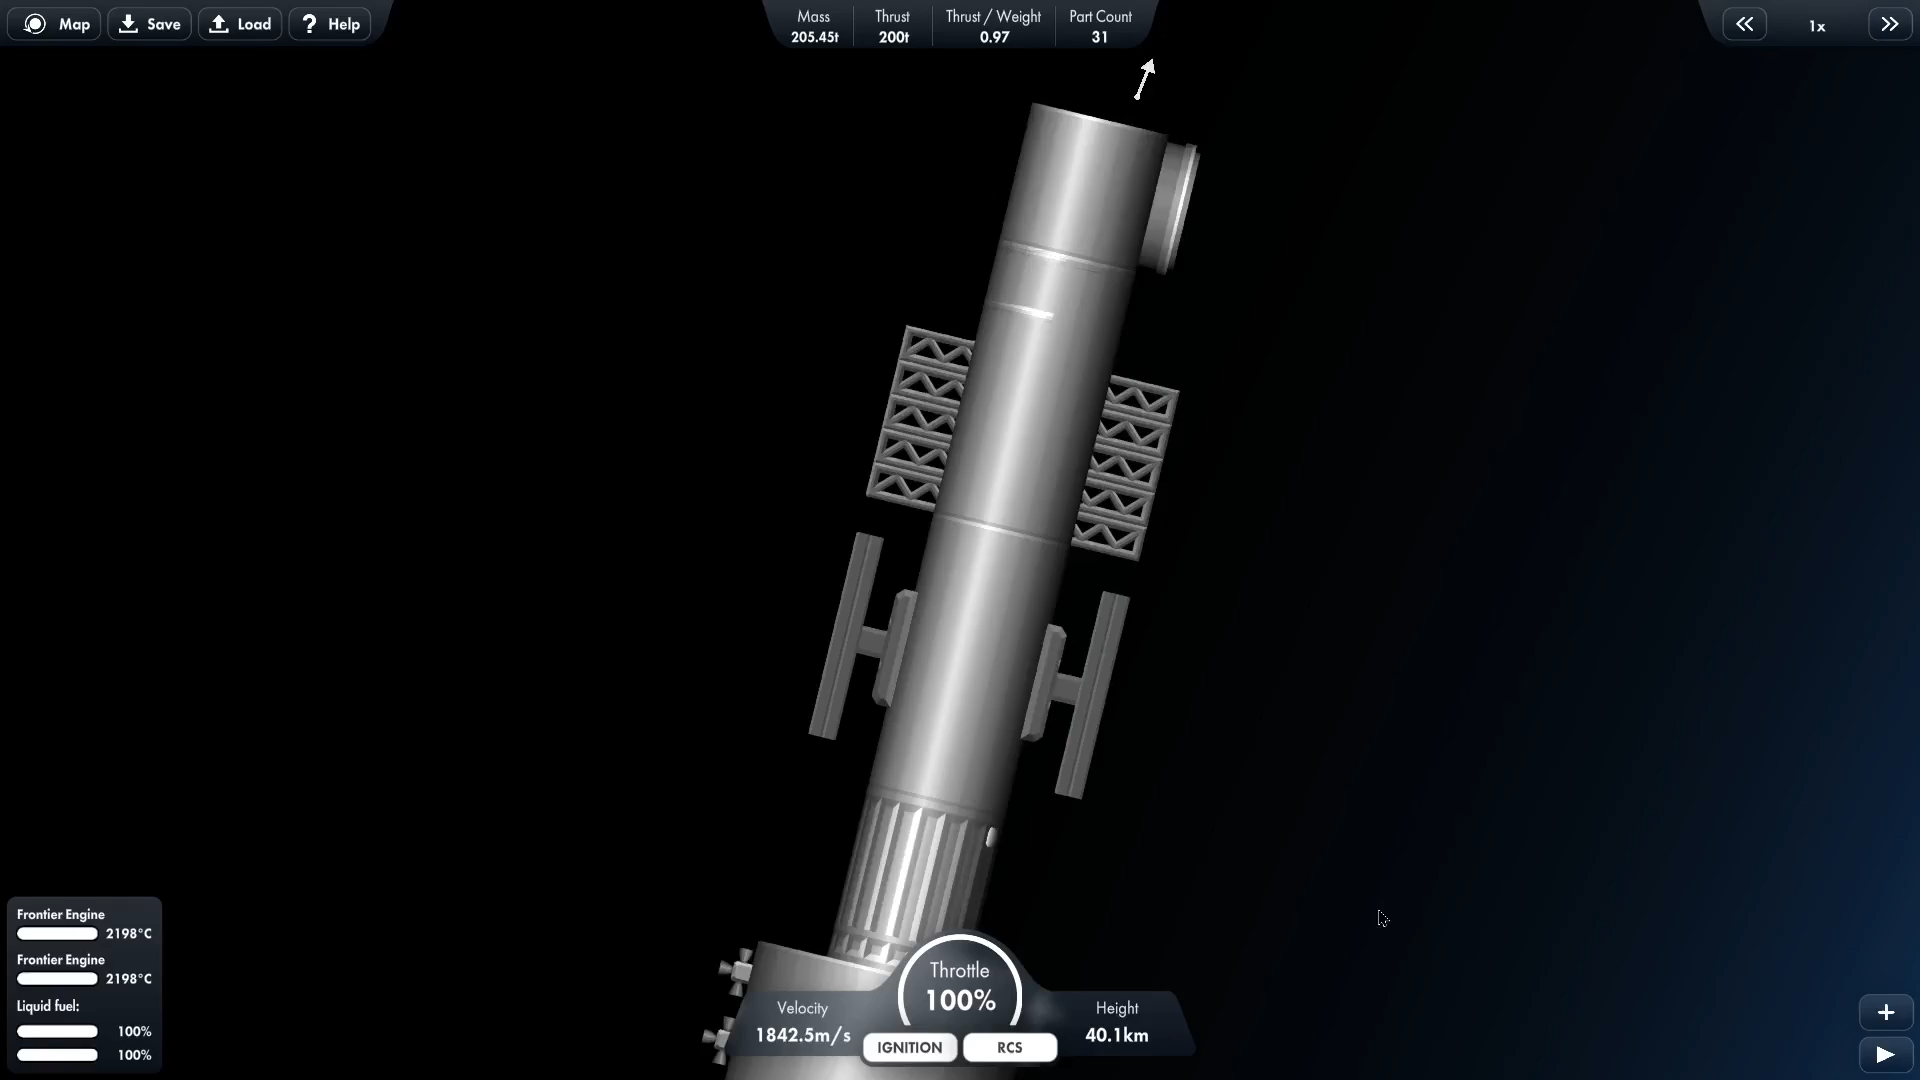 Map
Save
Load
? Help
Mass
205.45t
Thrust
200t
Thrust / Weight
0.97
Part Count
31
1x
Frontier Engine
2198°C
Frontier Engine
2198°C
Liquid fuel:
100%
100%
Throttle
100%
Velocity
1842.5m/s
IGNITION
RCS
Height
40.1km